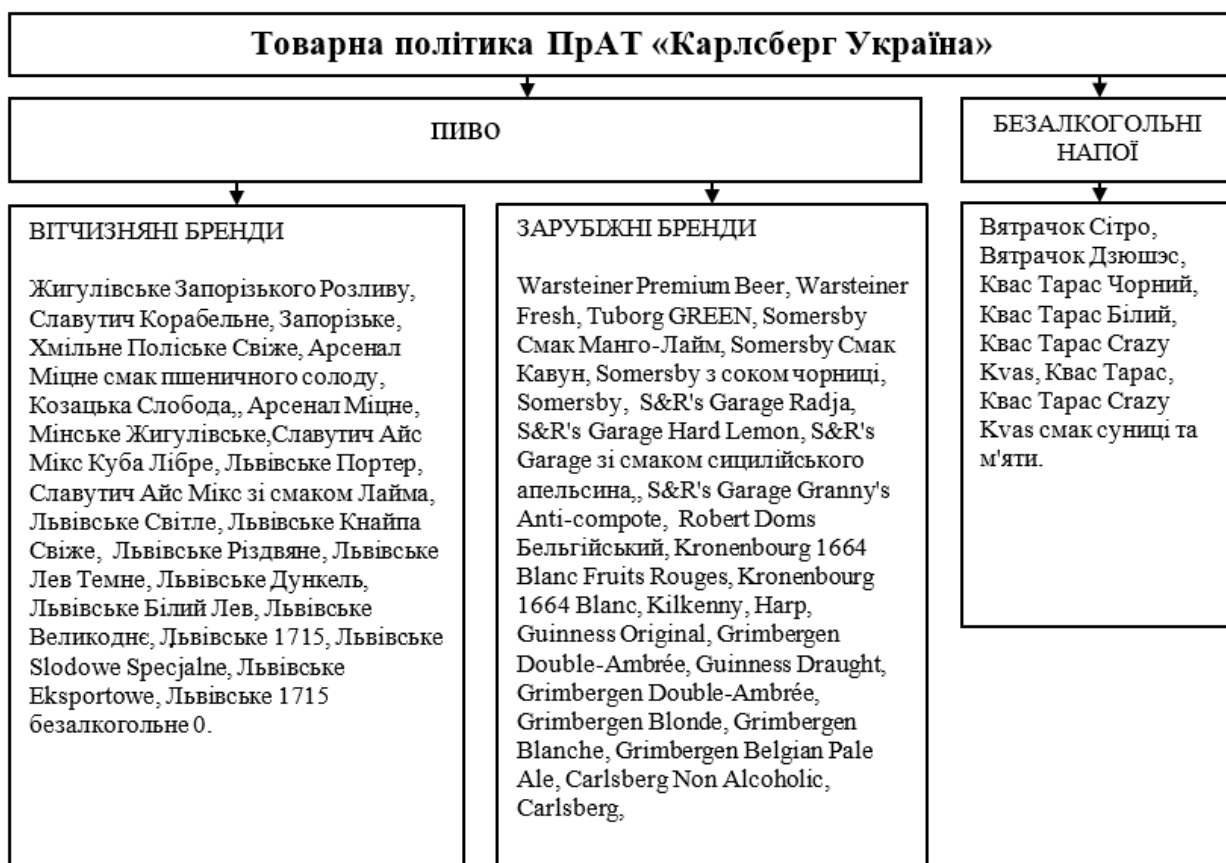 Товарна політика ПрАТ «Карлсберг Україна»
ПИВО
БЕЗАЛКОГОЛЬНІ
НАПОЇ
ВІТЧИЗНЯНІ БРЕНДИ
Жигулівське Запорізького Розливу,
Славутич Корабельне, Запорізьке,
Хмільне Поліське Свіже, Арсенал
Міцне смак пшеничного солоду,
Козацька Слобода,, Арсенал Міцне,
Мінське Жигулівське,Славутич Айс
Мікс Куба Лібре, Львівське Портер,
Славутич Айс Мікс зі смаком Лайма,
Львівське Світле, Львівське Кнайпа
Свіже, Львівське Різдвяне, Львівське
Лев Темне, Львівське Дункель,
Львівське Білий Лев, Львівське
Великоднє, Львівське 1715, Львівське
Slodowe Specjalne, Львівське
Eksportowe, Львівське 1715
безалкогольне 0.
ЗАРУБІЖНІ БРЕНДИ
Warsteiner Premium Beer, Warsteiner
Fresh, Tuborg GREEN, Somersby
Смак Манго-Лайм, Somersby Смак
Кавун, Somersby з соком чорниці,
Somersby, S&R's Garage Radja,
S&R's Garage Hard Lemon, S&R's
Garage зі смаком сицилійського
апельсина,, S&R's Garage Granny's
Anti-compote, Robert Doms
Бельгійський, Kronenbourg 1664
Blanc Fruits Rouges, Kronenbourg
1664 Blanc, Kilkenny, Harp,
Guinness Original, Grimbergen
Double-Ambrée, Guinness Draught,
Grimbergen Double-Ambrée,
Grimbergen Blonde, Grimbergen
Blanche, Grimbergen Belgian Pale
Ale, Carlsberg Non Alcoholic,
Carlsberg,
Вятрачок Сітро,
Вятрачок Дзюшэс,
Квас Тарас Чорний,
Квас Тарас Білий,
Квас Тарас Crazy
Kvas, Квас Тарас,
Квас Тарас Crazy
Kvas смак суниці та
м'яти.